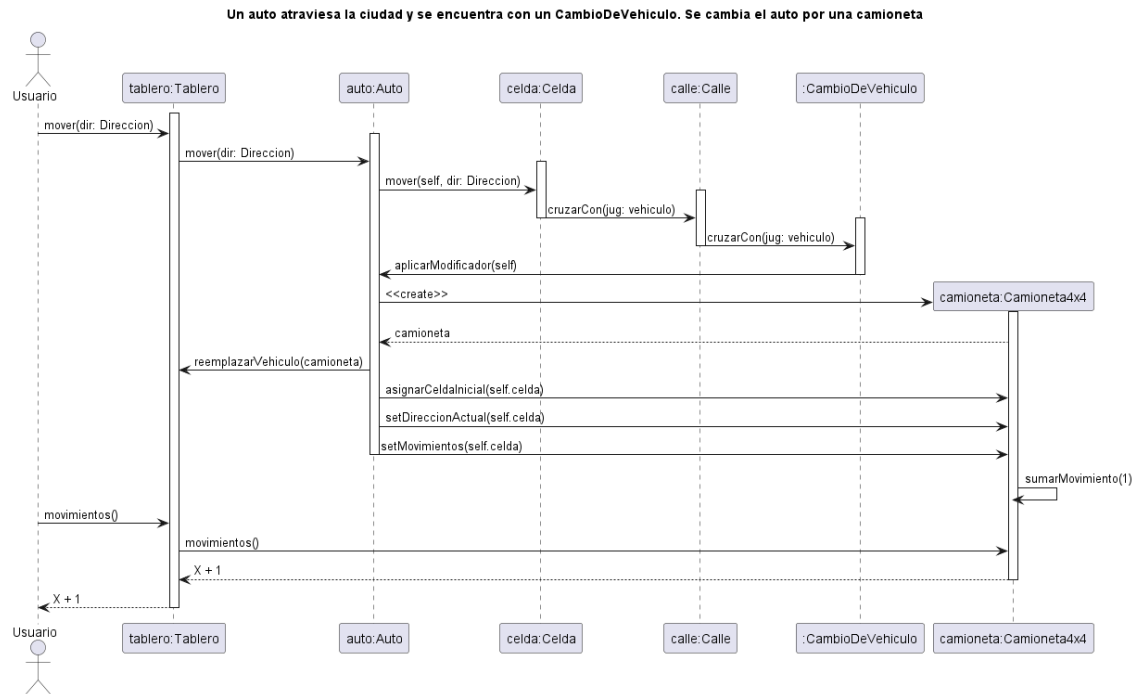 Un auto atraviesa la ciudad y se encuentra con un CambioDeVehiculo. Se cambia el auto por una camioneta
Usuario
tablero:Tablero
auto:Auto
celda:Celda
calle:Calle
:CambioDeVehiculo
mover(dir: Direccion)
mover(dir: Direccion)
mover(self, dir: Direccion)
cruzarCon(jug: vehiculo)
cruzarCon(jug: vehiculo)
aplicarModificador(self)
<<create>>
camioneta:Camioneta4x4
camioneta
reemplazarVehiculo(camioneta)
asignarCeldaInicial(self.celda)
setDireccionActual(self.celda)
setMovimientos(self.celda)
sumarMovimiento(1)
movimientos()
movimientos()
X + 1
X + 1
Usuario
tablero:Tablero
auto:Auto
celda:Celda
calle:Calle
:CambioDeVehiculo
camioneta:Camioneta4x4